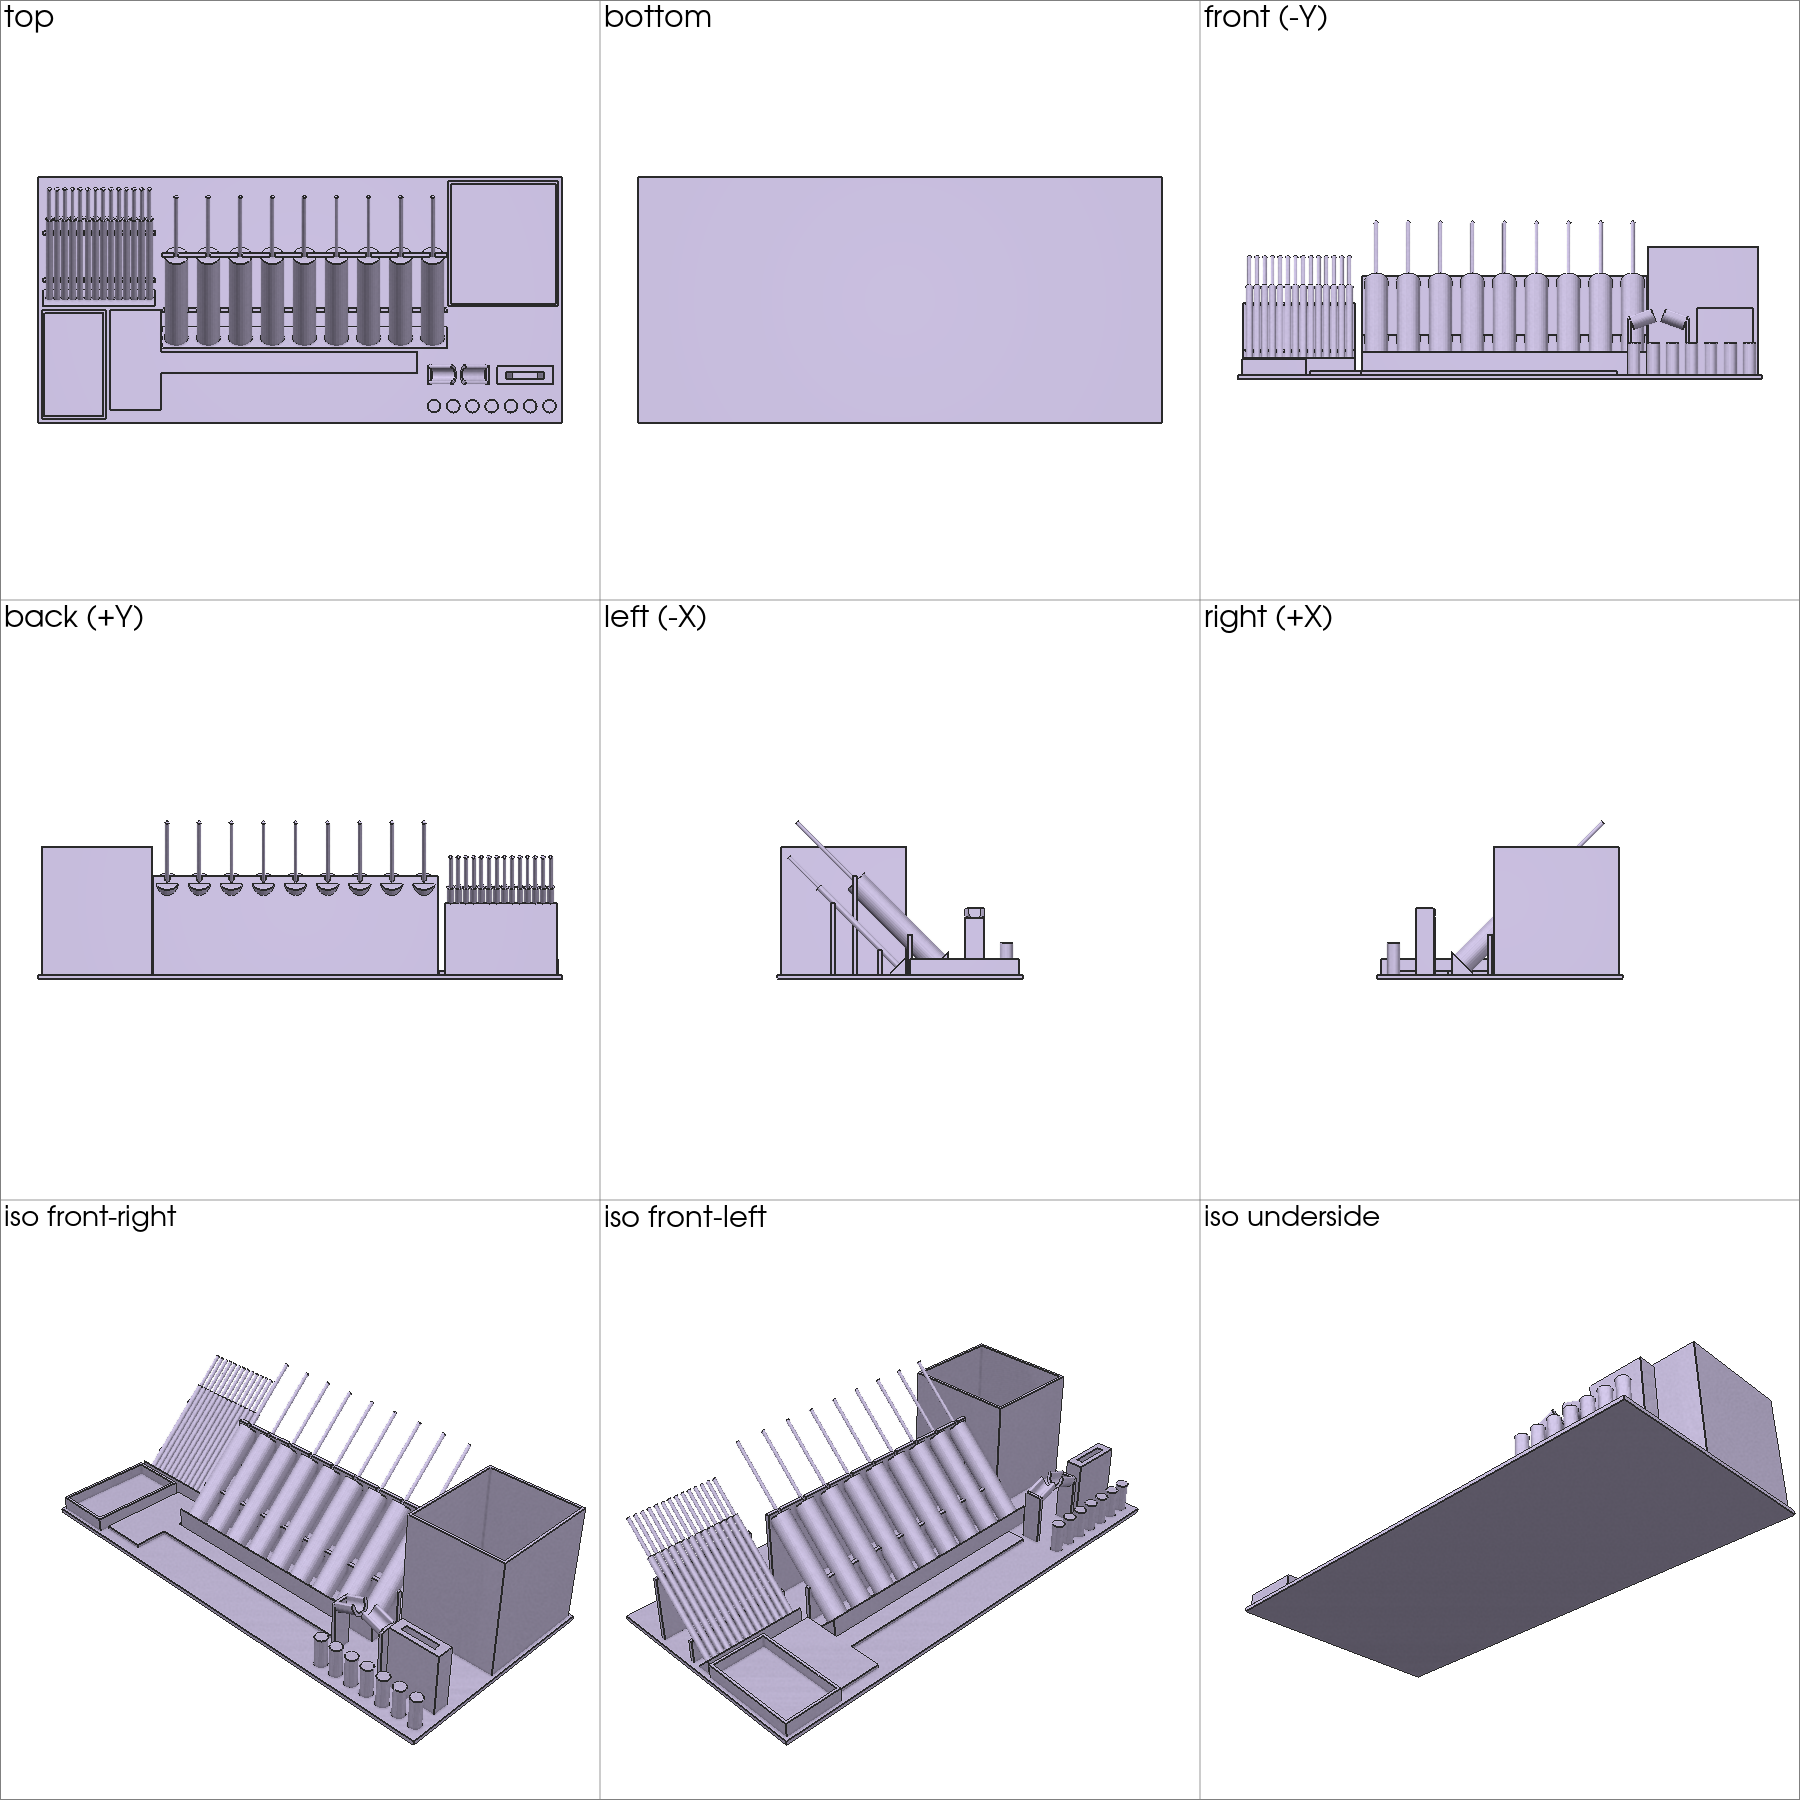 top
bottom
front (-Y)
back (+Y)
left (-X)
right (+X)
iso front-right
iso front-left
iso underside